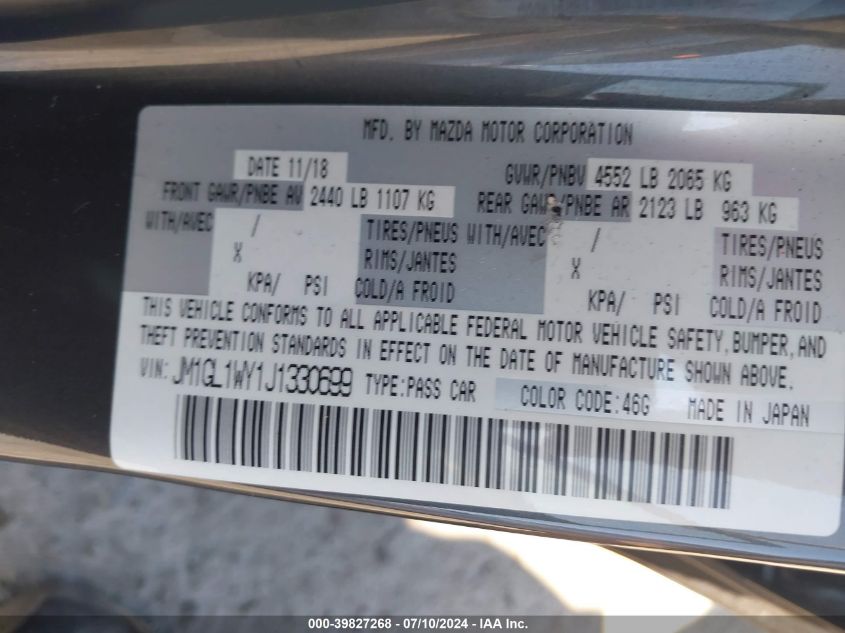 MFD. BY MAZDA MOTOR CORPORATION
DATE 11/18 GVWR/PNBV 4552 LB 2065 KG
FRONT GAWR/PNBE AV 2440 LB 1107 KG REAR GAWR/PNBE AR 2123 LB 963 KG
WITH/AVEC / TIRES/PNEUS WITH/AVEC / TIRES/PNEUS
X RIMS/JANTES X RIMS/JANTES
KPA/ PSI COLD/A FROID KPA/ PSI COLD/A FROID
THIS VEHICLE CONFORMS TO ALL APPLICABLE FEDERAL MOTOR VEHICLE SAFETY, BUMPER, AND
THEFT PREVENTION STANDARDS IN EFFECT ON THE DATE OF MANUFACTURE SHOWN ABOVE.
VIN: JM1GL1WY1J1330699 TYPE:PASS CAR COLOR CODE:46G MADE IN JAPAN
000-39827268 - 07/10/2024 - IAA Inc.